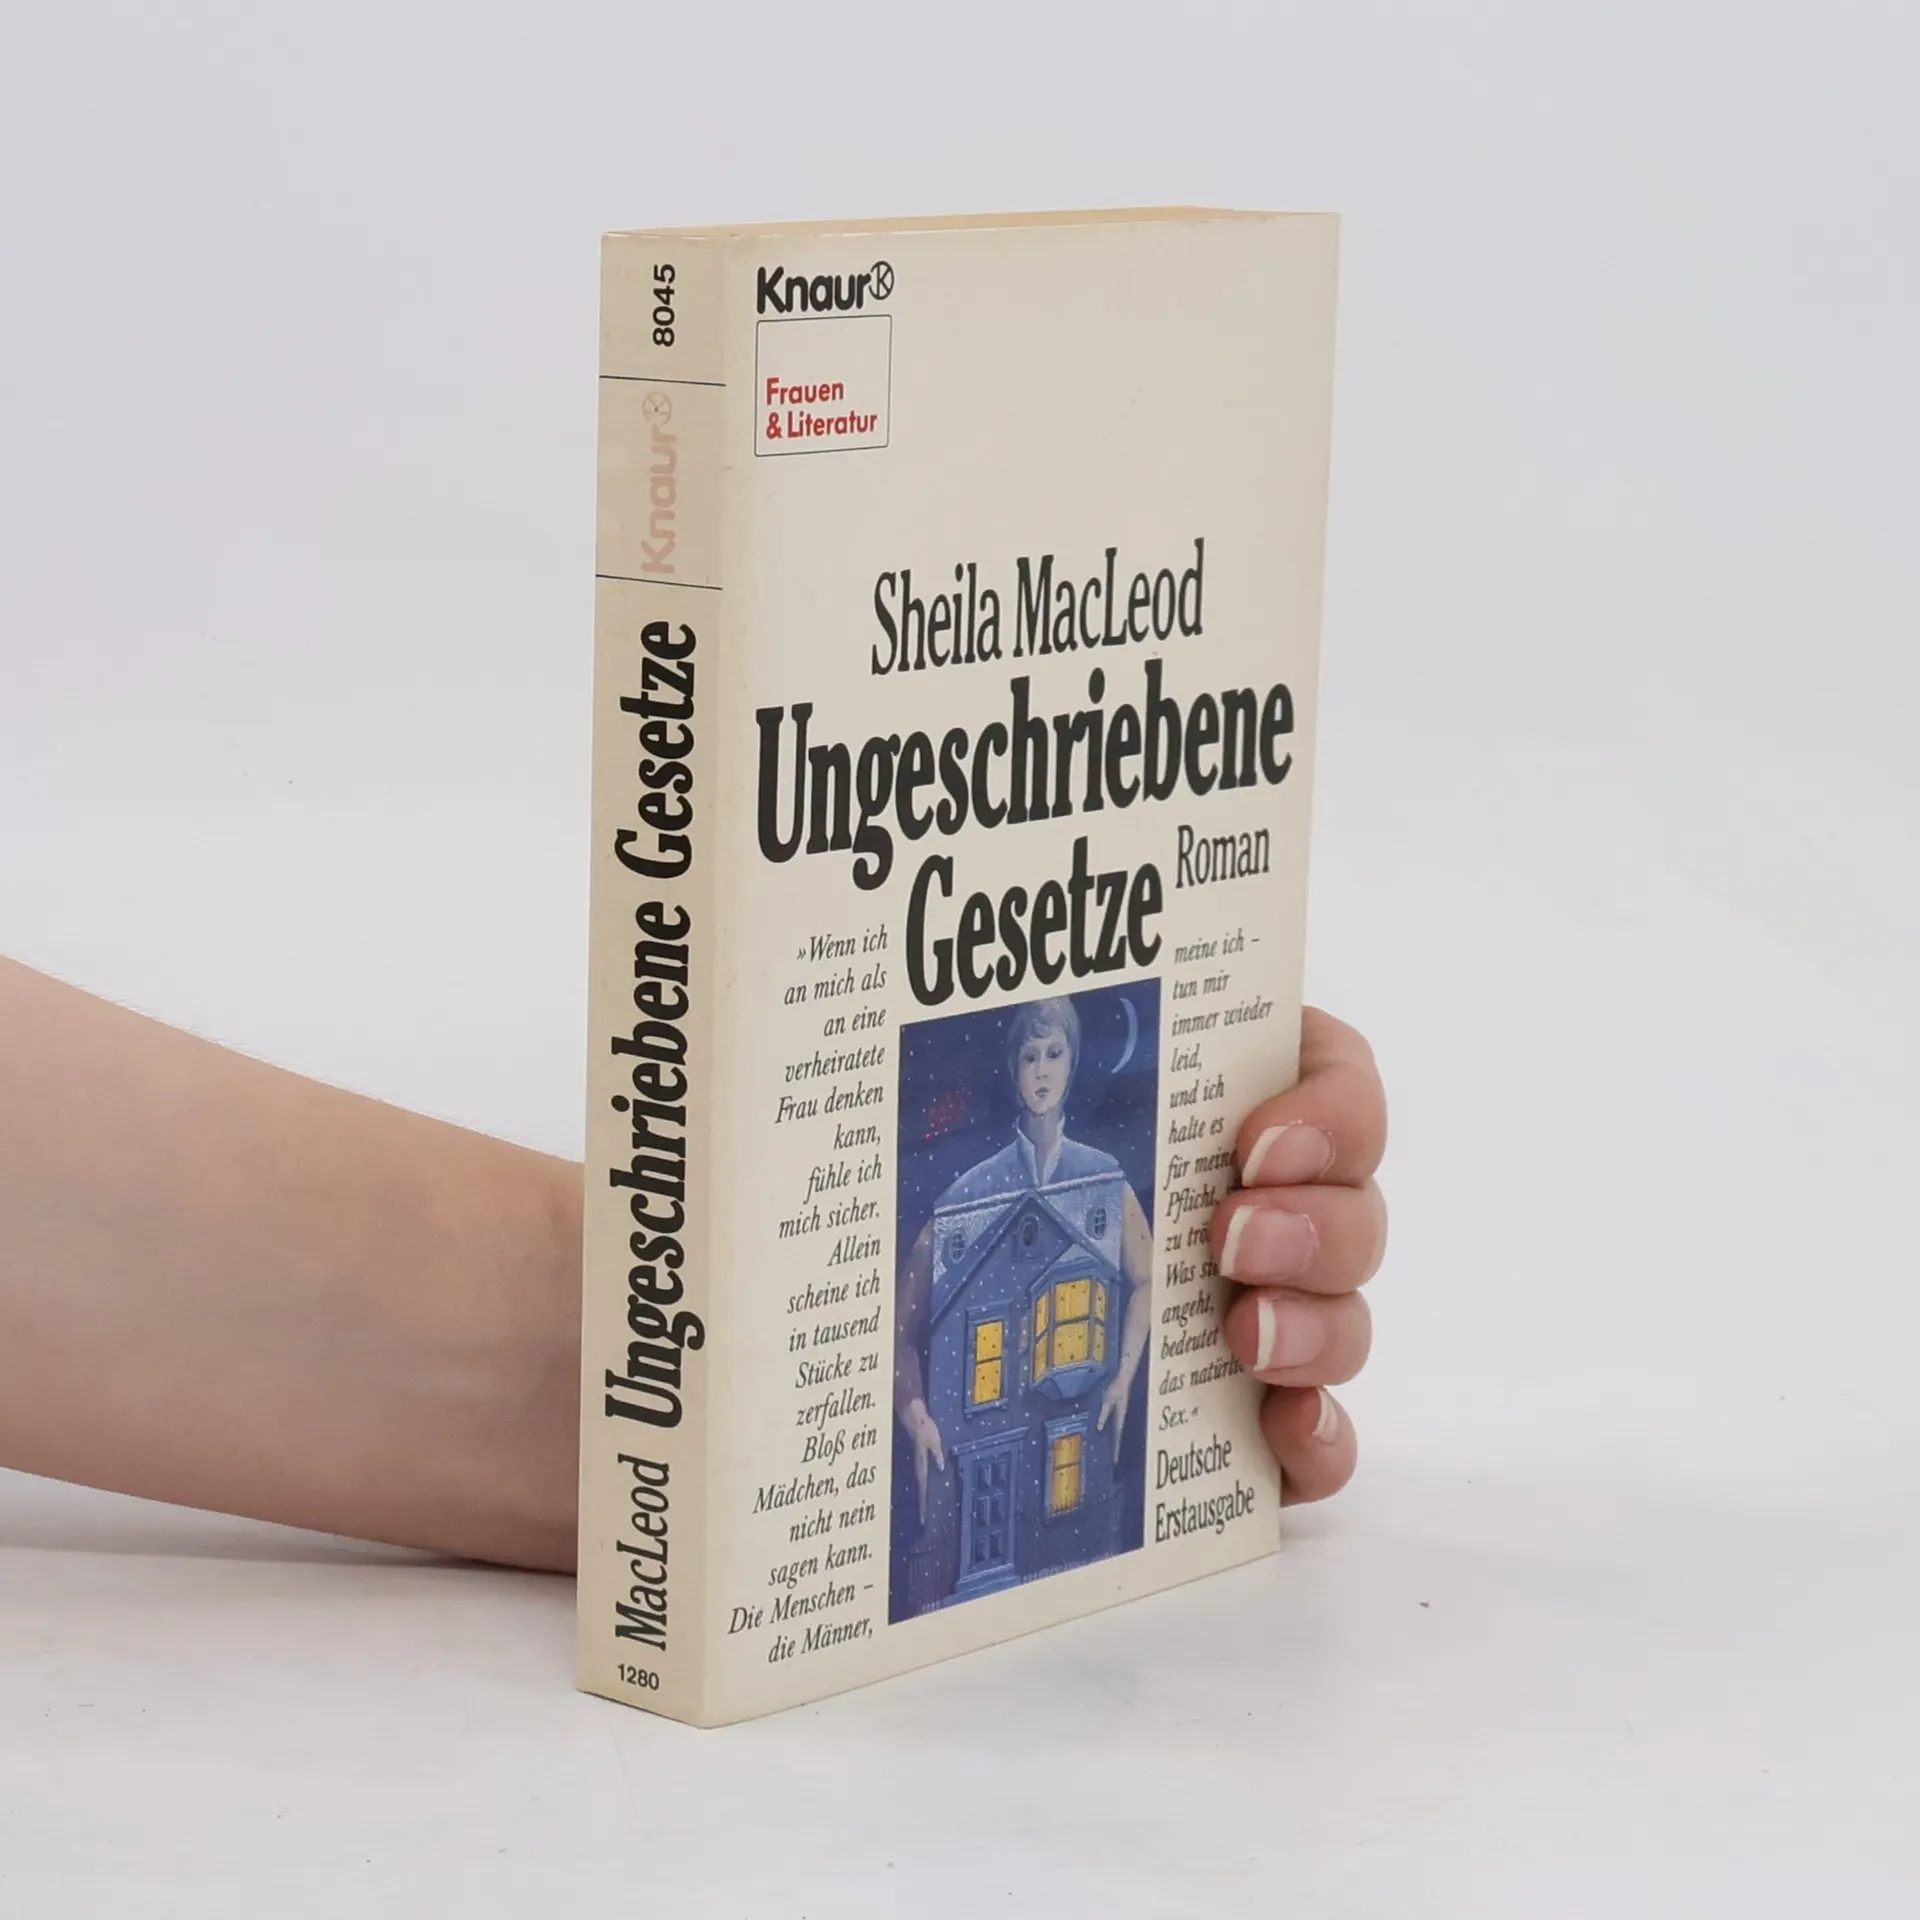 8045
Knaur
MacLeod Ungeschriebene Gesetze
1280
Knaur
Frauen
& Literatur
Sheila MacLeod
Ungeschriebene
Gesetze
Roman
»Wenn ich
an mich als
an eine
verheiratete
Frau denken
kann,
fühle ich
mich sicher.
Allein
scheine ich
in tausend
Stücke zu
zerfallen.
Bloß ein
Mädchen, das
nicht nein
sagen kann.
Die Menschen –
die Männer,
meine ich –
tun mir
immer wieder
leid,
und ich
halte es
für
Pflicht,
zu
Was
angeht,
bedeutet
das
Sex.«
Deutsche
Erstausgabe